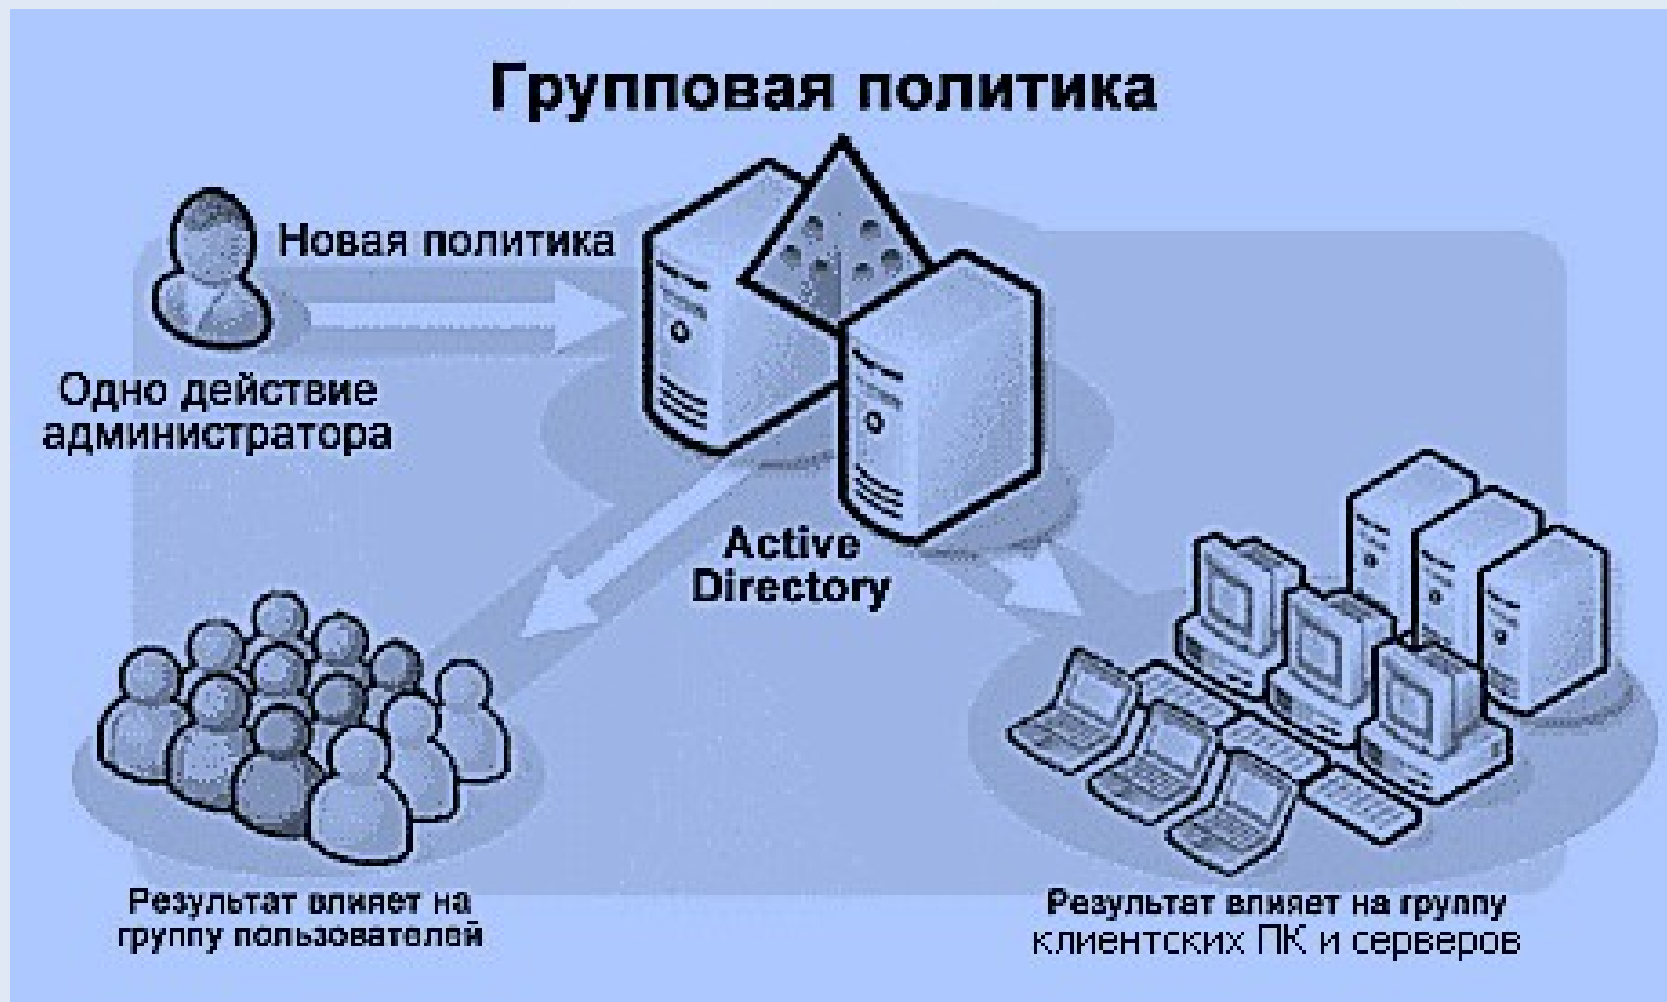 Групповая политика
Новая политика
Одно действие
администратора
Active
Directory
Результат влияет на
группу пользователей
Результат влияет на группу
клиентских ПК и серверов